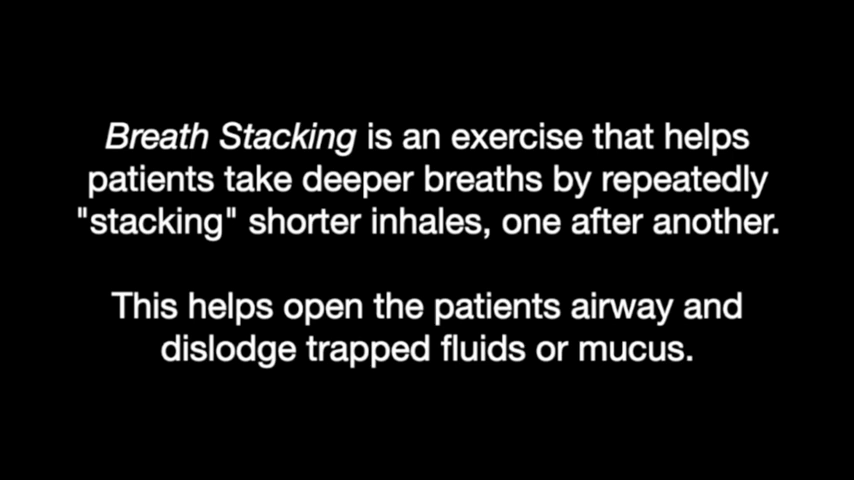 Breath Stacking is an exercise that helps
patients take deeper breaths by repeatedly
"stacking" shorter inhales, one after another.
This helps open the patients airway and
dislodge trapped fluids or mucus.